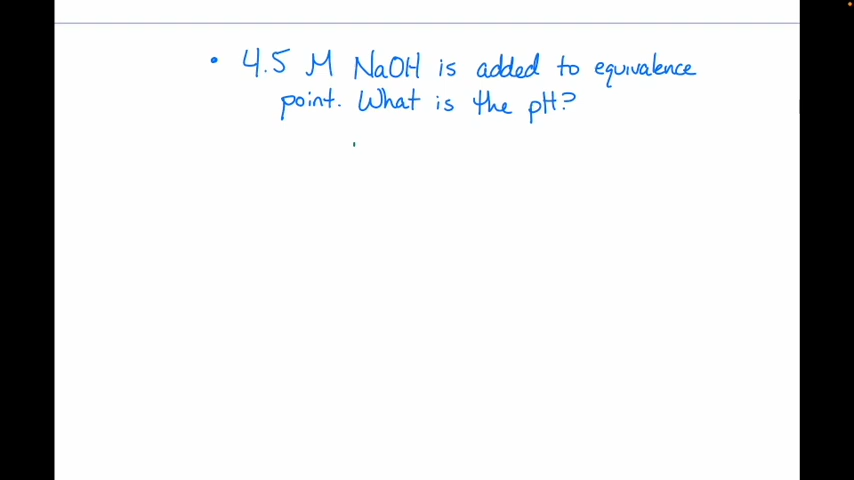 • 4.5 M NaOH is added to equivalence
point. What is the pH?